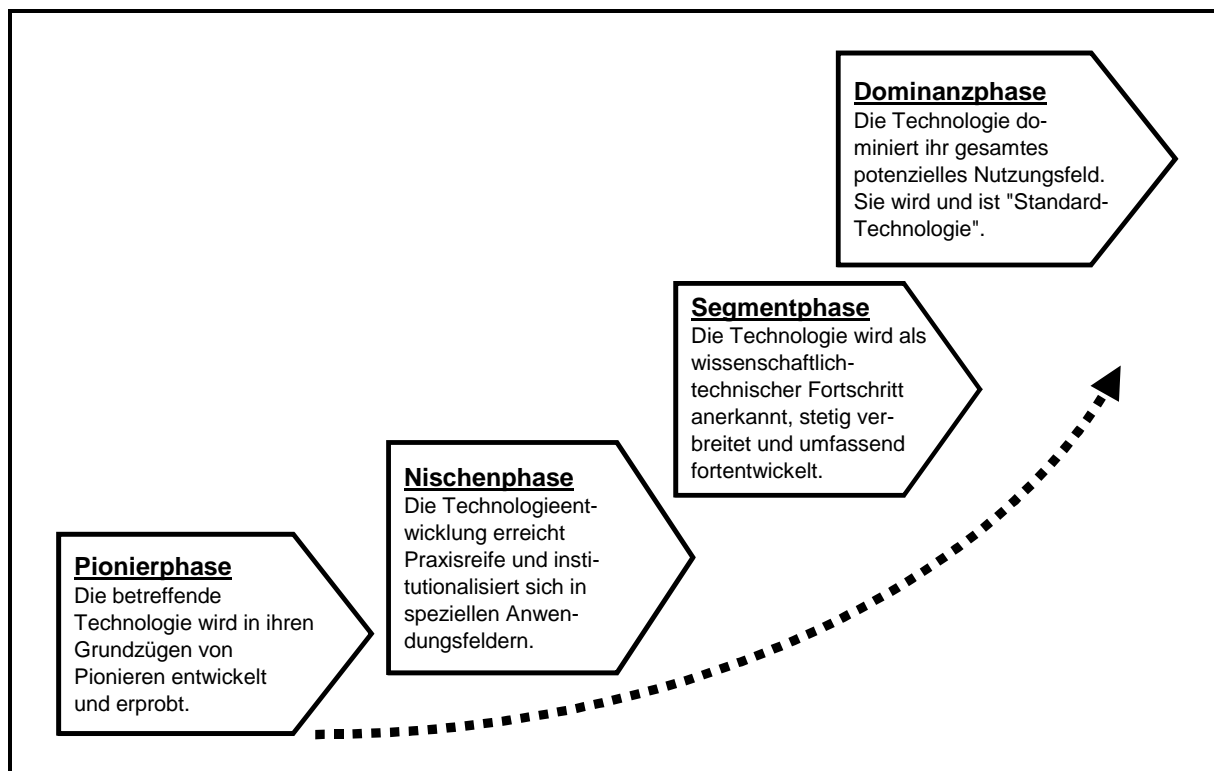 Dominanzphase
Die Technologie do-
miniert ihr gesamtes
potenzielles Nutzungsfeld.
Sie wird und ist "Standard-
Technologie".
Segmentphase
Die Technologie wird als
wissenschaftlich-
technischer Fortschritt
anerkannt, stetig ver-
breitet und umfassend
fortentwickelt.
Nischenphase
Die Technologieent-
wicklung erreicht
Praxisreife und insti-
tutionalisiert sich in
speziellen Anwen-
dungsfeldern.
Pionierphase
Die betreffende
Technologie wird in ihren
Grundzügen von
Pionieren entwickelt
und erprobt.